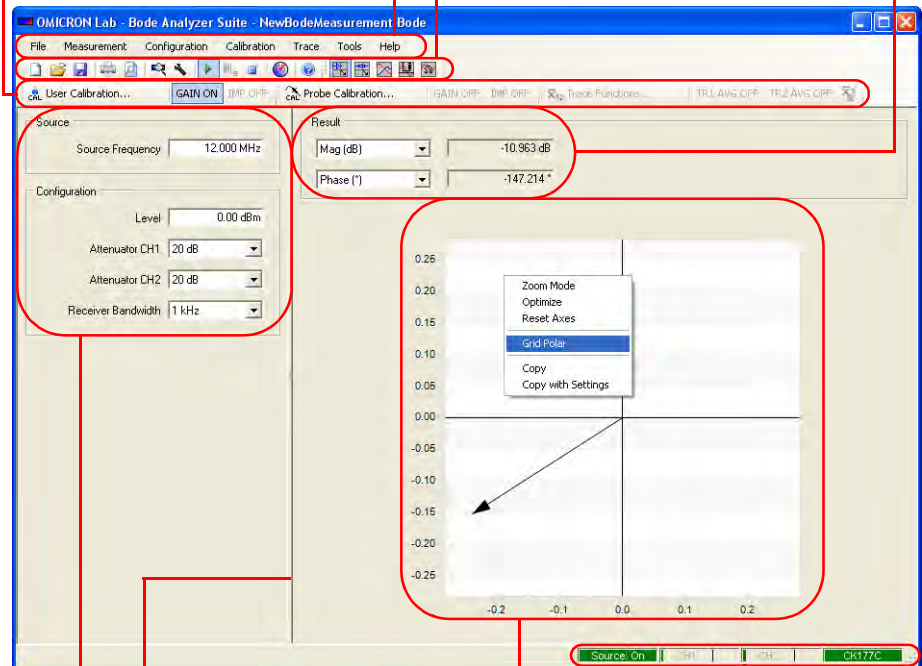 OMICRON Lab - Bode Analyzer Suite - NewBodeMeasurement.Bode
File Measurement Configuration Calibration Trace Tools Help
CAL User Calibration... GAIN ON IMP OFF CAL Probe Calibration... GAIN OFF IMP OFF Trace Functions... TR1 AVG OFF TR2 AVG OFF
Source
Source Frequency 12.000 MHz
Configuration
Level 0.00 dBm
Attenuator CH1 20 dB
Attenuator CH2 20 dB
Receiver Bandwidth 1 kHz
Result
Mag (dB) -10.963 dB
Phase (°) -147.214 °
0.25
0.20
0.15
0.10
0.05
0.00
-0.05
-0.10
-0.15
-0.20
-0.25
Zoom Mode
Optimize
Reset Axes
Grid Polar
Copy
Copy with Settings
-0.2 -0.1 0.0 0.1 0.2
Source: On CH1 CH2 CK177C